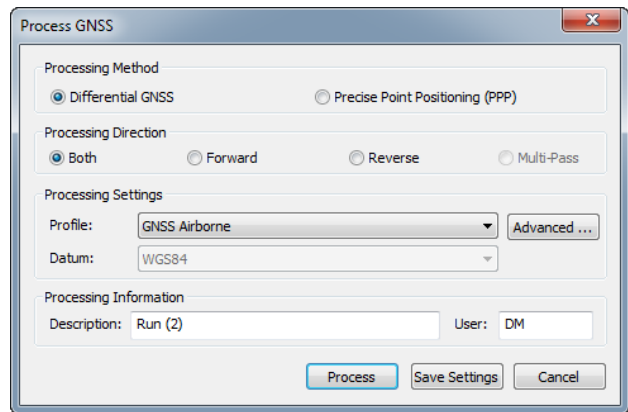 Process GNSS
Processing Method
Differential GNSS Precise Point Positioning (PPP)
Processing Direction
Both Forward Reverse Multi-Pass
Processing Settings
Profile: GNSS Airborne Advanced ...
Datum: WGS84
Processing Information
Description: Run (2) User: DM
Process Save Settings Cancel